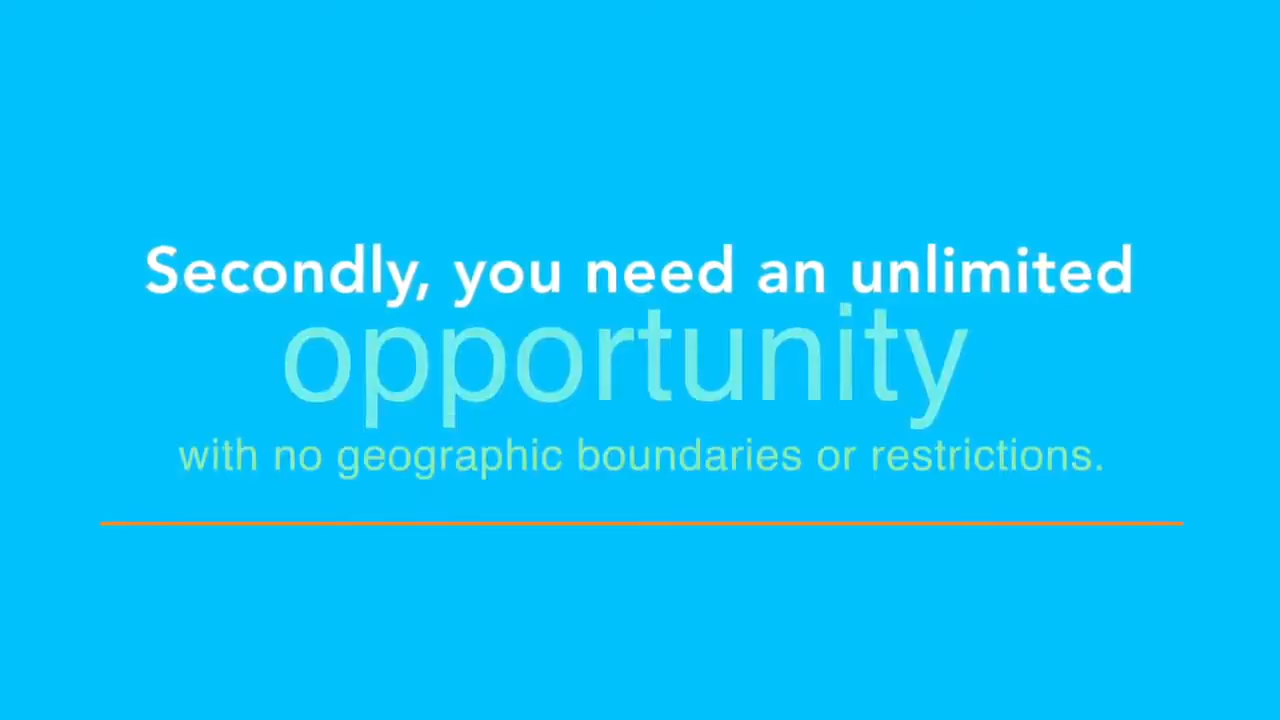 Secondly, you need an unlimited
opportunity
with no geographic boundaries or restrictions.